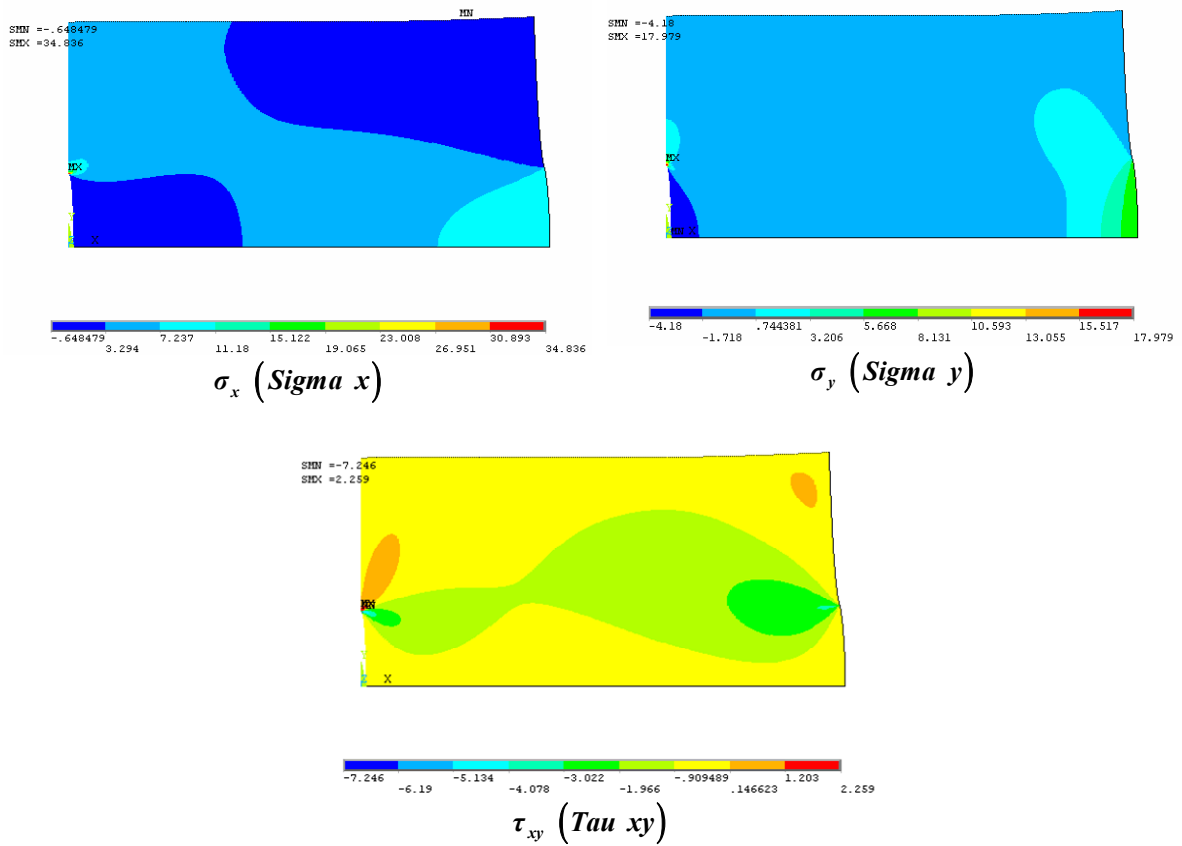 MN
SMN =-.648479
SMX =34.836
MX
X
-.648479 7.237 15.122 23.008 30.893
3.294 11.18 19.065 26.951 34.836
σx (Sigma x)
SMN =-4.18
SMX =17.979
MX
MN X
-4.18 .744381 5.668 10.593 15.517
-1.718 3.206 8.131 13.055 17.979
σy (Sigma y)
SMN =-7.246
SMX =2.259
Z X
-7.246 -5.134 -3.022 -.909489 1.203
-6.19 -4.078 -1.966 .146623 2.259
τxy (Tau xy)